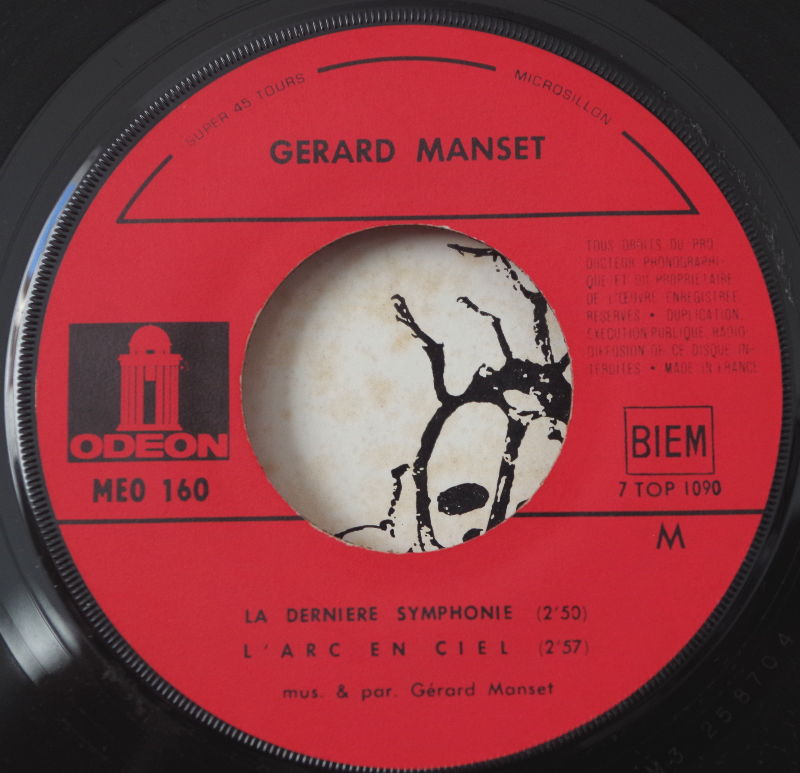 SUPER 45 TOURS
MICROSILLON
GERARD MANSET
TOUS DROITS DU PRO-
DUCTEUR PHONOGRAPHI-
QUE ET DU PROPRIETAIRE
DE L'ŒUVRE ENREGISTREE
RESERVES • DUPLICATION,
EXECUTION PUBLIQUE, RADIO-
DIFFUSION DE CE DISQUE IN-
TERDITES • MADE IN FRANCE
ODEON
MEO 160
BIEM
7 TOP 1090
M
LA DERNIERE SYMPHONIE (2'50)
L'ARC EN CIEL (2'57)
mus. & par. Gérard Manset
M3 258704